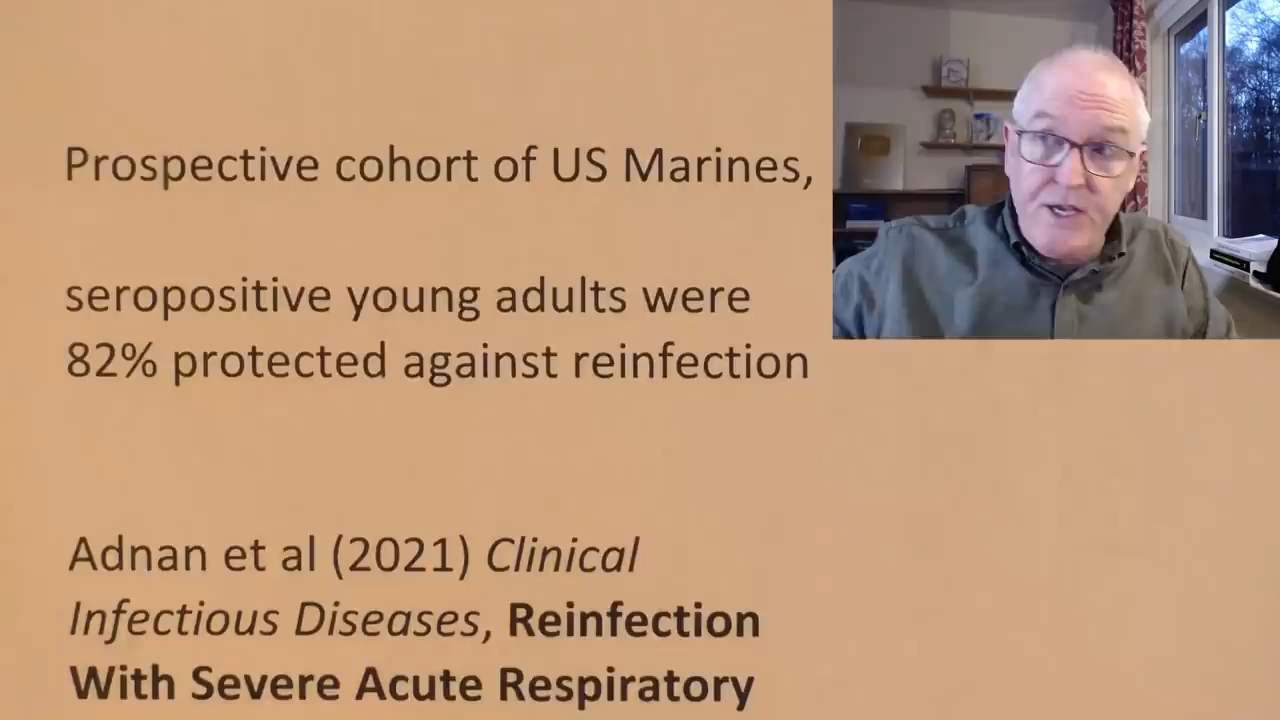 Prospective cohort of US Marines,
seropositive young adults were
82% protected against reinfection
Adnan et al (2021) Clinical
Infectious Diseases, Reinfection
With Severe Acute Respiratory